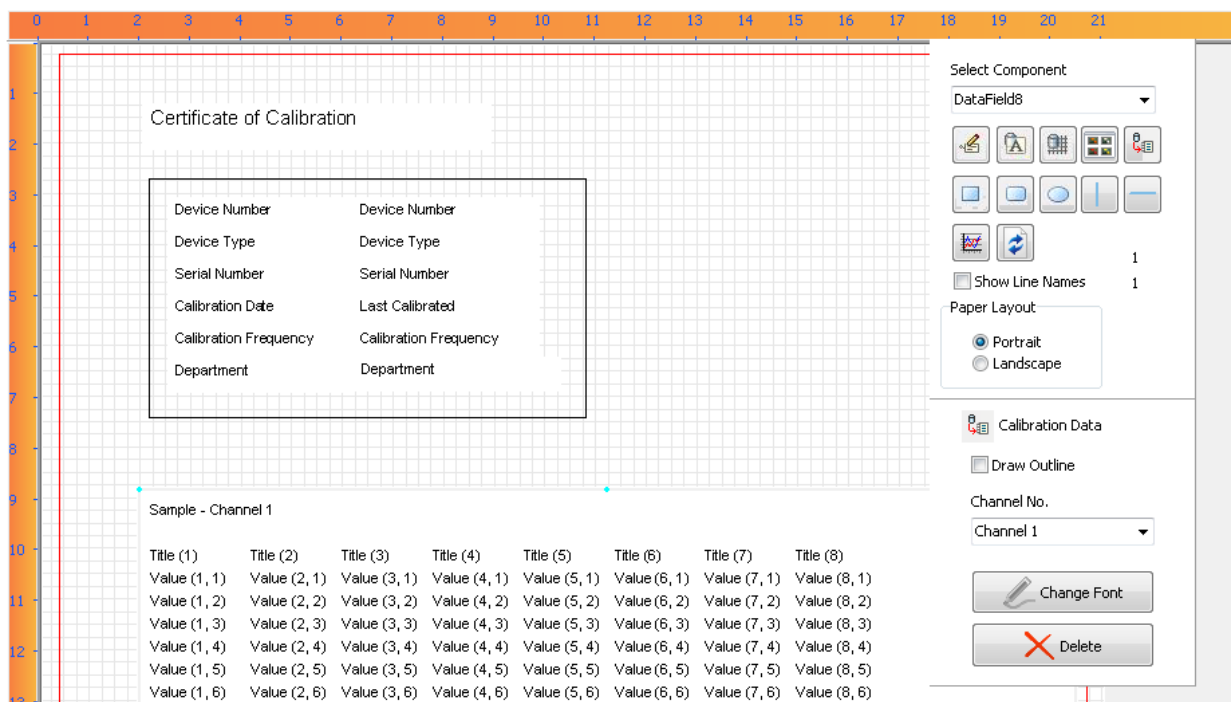 0 1 2 3 4 5 6 7 8 9 10 11 12 13 14 15 16 17 18 19 20 21
1
2
3
4
5
6
7
8
9
10
11
12
13
Certificate of Calibration
Device Number Device Number
Device Type Device Type
Serial Number Serial Number
Calibration Date Last Calibrated
Calibration Frequency Calibration Frequency
Department Department
Sample - Channel 1
Title (1) Title (2) Title (3) Title (4) Title (5) Title (6) Title (7) Title (8)
Value (1, 1) Value (2, 1) Value (3, 1) Value (4, 1) Value (5, 1) Value (6, 1) Value (7, 1) Value (8, 1)
Value (1, 2) Value (2, 2) Value (3, 2) Value (4, 2) Value (5, 2) Value (6, 2) Value (7, 2) Value (8, 2)
Value (1, 3) Value (2, 3) Value (3, 3) Value (4, 3) Value (5, 3) Value (6, 3) Value (7, 3) Value (8, 3)
Value (1, 4) Value (2, 4) Value (3, 4) Value (4, 4) Value (5, 4) Value (6, 4) Value (7, 4) Value (8, 4)
Value (1, 5) Value (2, 5) Value (3, 5) Value (4, 5) Value (5, 5) Value (6, 5) Value (7, 5) Value (8, 5)
Value (1, 6) Value (2, 6) Value (3, 6) Value (4, 6) Value (5, 6) Value (6, 6) Value (7, 6) Value (8, 6)
Select Component
DataField8
A
1
Show Line Names 1
Paper Layout
Portrait
Landscape
Calibration Data
Draw Outline
Channel No.
Channel 1
Change Font
Delete